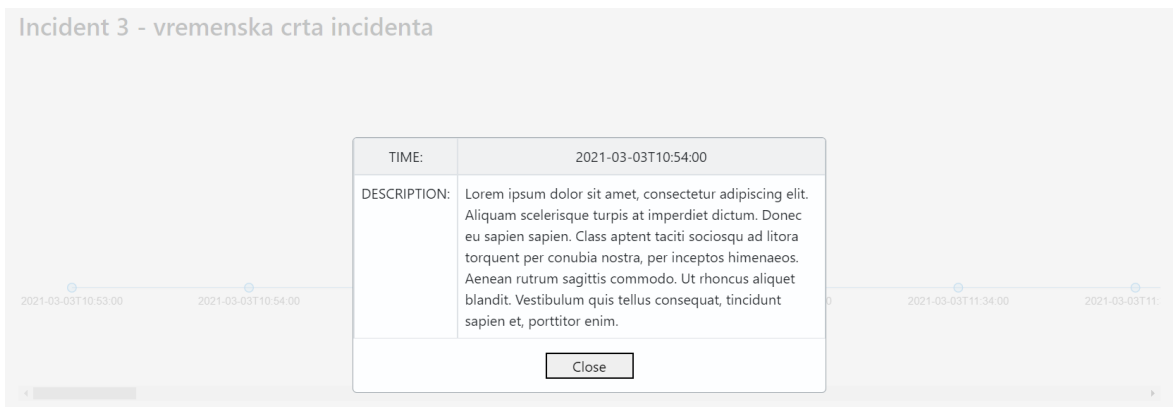 Incident 3 - vremenska crta incidenta
TIME: 2021-03-03T10:54:00
DESCRIPTION: Lorem ipsum dolor sit amet, consectetur adipiscing elit.
Aliquam scelerisque turpis at imperdiet dictum. Donec
eu sapien sapien. Class aptent taciti sociosqu ad litora
torquent per conubia nostra, per inceptos himenaeos.
Aenean rutrum sagittis commodo. Ut rhoncus aliquet
blandit. Vestibulum quis tellus consequat, tincidunt
sapien et, porttitor enim.
2021-03-03T10:53:00 2021-03-03T10:54:00 0 2021-03-03T11:34:00 2021-03-03T11:
Close